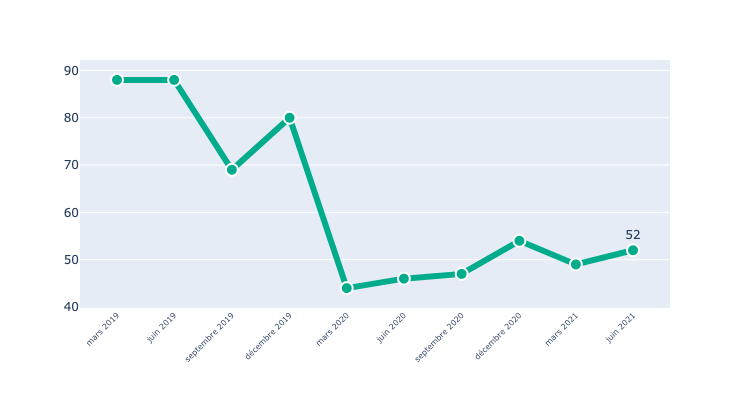 90
80
70
60
50
40
52
mars 2019
juin 2019
septembre 2019
décembre 2019
mars 2020
juin 2020
septembre 2020
décembre 2020
mars 2021
juin 2021